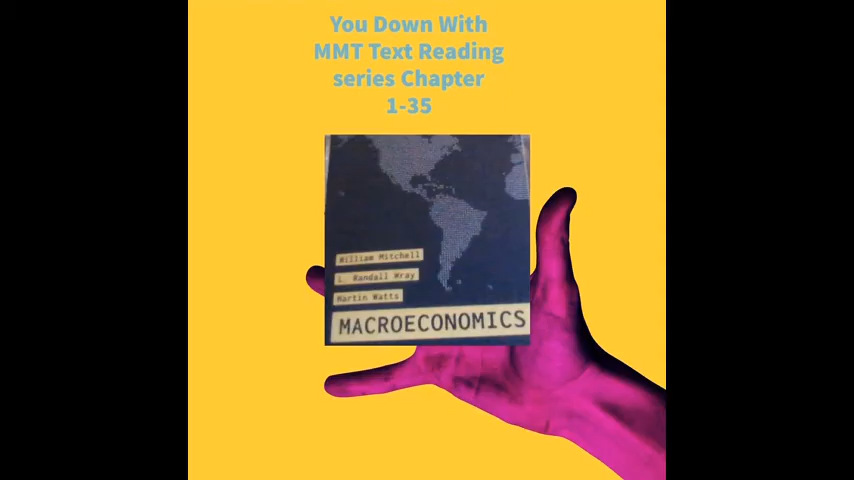 You Down With
MMT Text Reading
series Chapter
1-35
William Mitchell
L. Randall Wray
Martin Watts
MACROECONOMICS